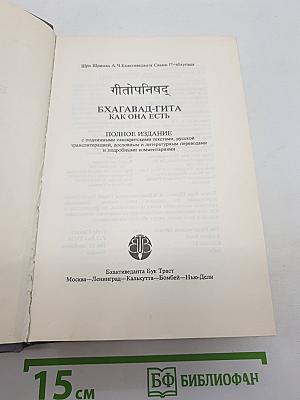 Шри Шримад А.Ч.Бхактиведанта Свами Прабхупада
गीतोपनिषद्
БХАГАВАД-ГИТА
КАК ОНА ЕСТЬ
ПОЛНОЕ ИЗДАНИЕ
с подлинными санскритскими текстами, русской
транслитерацией, дословным и литературным переводами
и подробными комментариями
Бхактиведанта Бук Траст
Москва—Ленинград—Калькутта—Бомбей—Нью-Дели
15 см
БФ БИБЛИОФАН